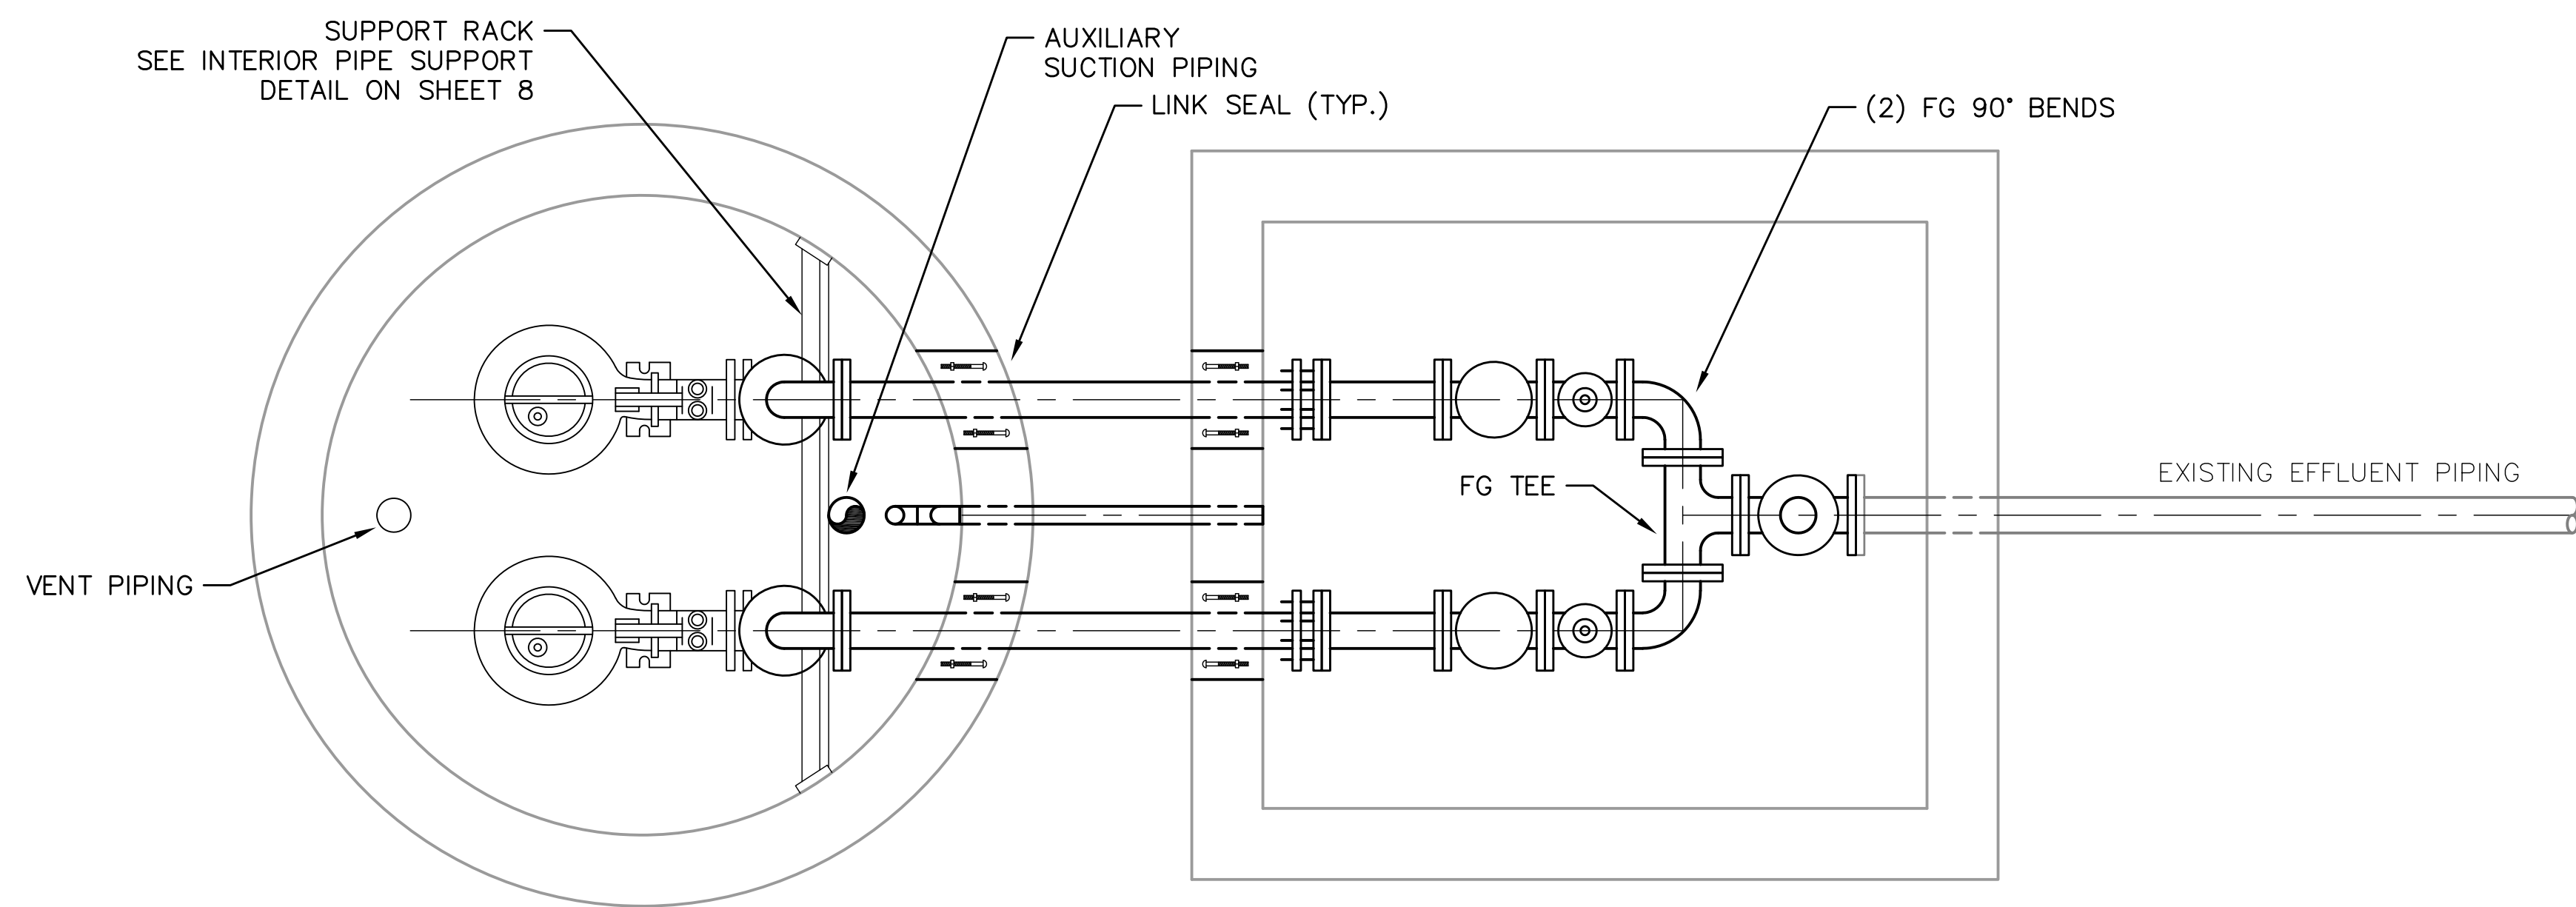 SUPPORT RACK
SEE INTERIOR PIPE SUPPORT
DETAIL ON SHEET 8
AUXILIARY
SUCTION PIPING
LINK SEAL (TYP.)
(2) FG 90° BENDS
FG TEE
EXISTING EFFLUENT PIPING
VENT PIPING